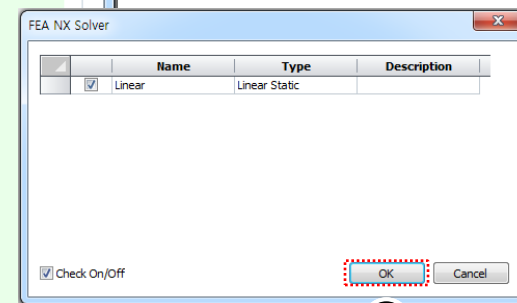 FEA NX Solver
Name Type Description
Linear Linear Static
Check On/Off OK Cancel